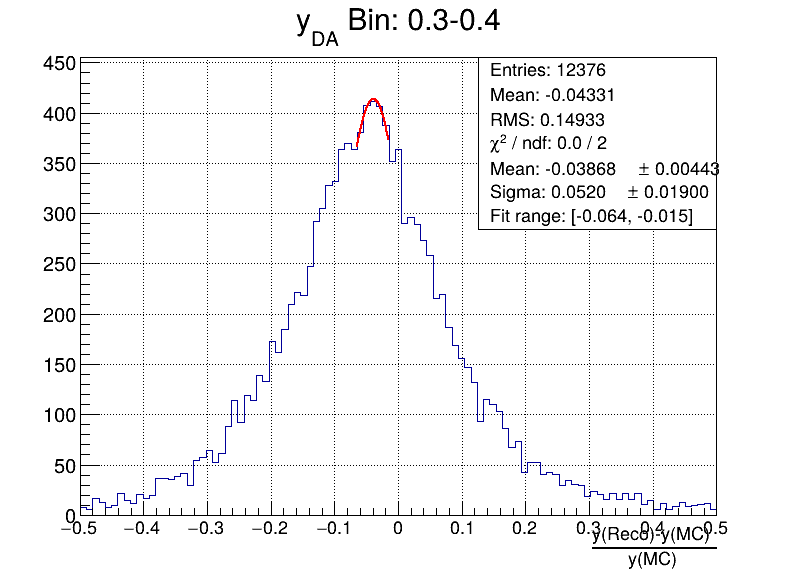 y_DA Bin: 0.3-0.4
Entries: 12376
Mean: -0.04331
RMS: 0.14933
χ² / ndf: 0.0 / 2
Mean: -0.03868 ± 0.00443
Sigma: 0.0520 ± 0.01900
Fit range: [-0.064, -0.015]
450
400
350
300
250
200
150
100
50
0
−0.5 −0.4 −0.3 −0.2 −0.1 0 0.1 0.2 0.3 0.4 0.5
y(Reco)-y(MC)
y(MC)